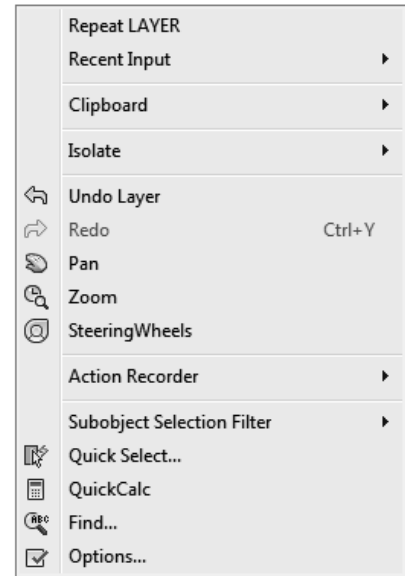 Repeat LAYER
Recent Input
Clipboard
Isolate
Undo Layer
Redo Ctrl+Y
Pan
Zoom
SteeringWheels
Action Recorder
Subobject Selection Filter
Quick Select...
QuickCalc
ABC
Find...
Options...